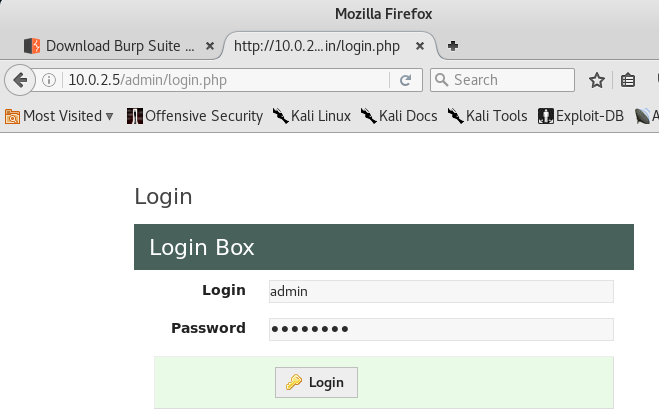 Mozilla Firefox
Download Burp Suite ... × http://10.0.2...in/login.php ×
10.0.2.5/admin/login.php Search
Most Visited Offensive Security Kali Linux Kali Docs Kali Tools Exploit-DB A
Login
Login Box
Login admin
Password ••••••••
Login